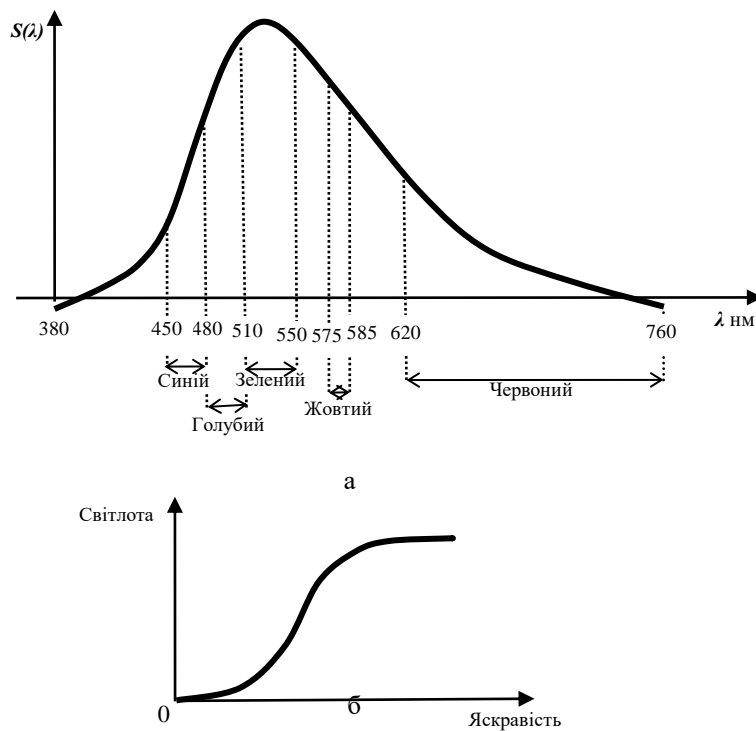 S(λ)
380 450 480 510 550 575 585 620 760 λ нм
Синій Зелений Червоний
Голубий Жовтий
а
Світлота
0 б Яскравість